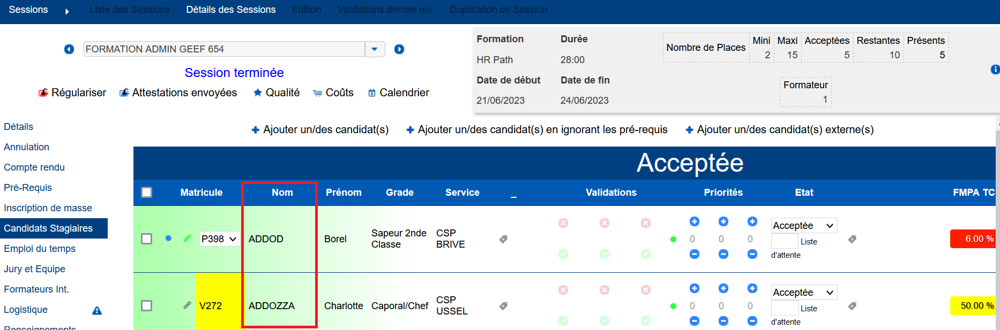 Sessions Liste des Sessions Détails des Sessions Edition Validations dernier niv. Duplication de Session
FORMATION ADMIN GEEF 654
Session terminée
Régulariser Attestations envoyées Qualité Coûts Calendrier
Formation Durée
HR Path 28:00
Date de début Date de fin
21/06/2023 24/06/2023
Nombre de Places Mini Maxi Acceptées Restantes Présents
2 15 5 10 5
Formateur
1
Détails
Annulation
Compte rendu
Pré-Requis
Inscription de masse
Candidats Stagiaires
Emploi du temps
Jury et Equipe
Formateurs Int.
Logistique
Renseignements
Ajouter un/des candidat(s) Ajouter un/des candidat(s) en ignorant les pré-requis Ajouter un/des candidat(s) externe(s)
Acceptée
Matricule Nom Prénom Grade Service _ Validations Priorités Etat FMPA TC
P398 ADDOD Borel Sapeur 2nde Classe CSP BRIVE 0 0 0 Acceptée Liste d'attente 6.00 %
V272 ADDOZZA Charlotte Caporal/Chef CSP USSEL 0 0 0 Acceptée Liste d'attente 50.00 %